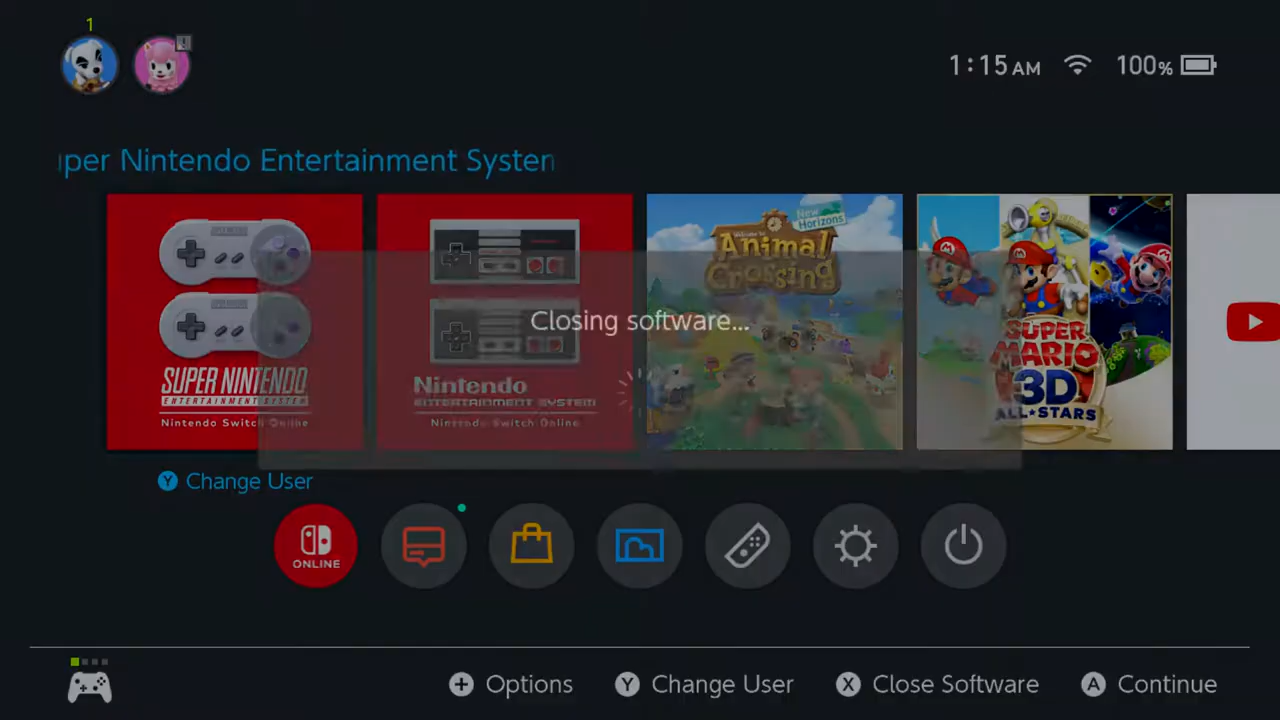 1
1:15 AM 100%
uper Nintendo Entertainment System
SUPER NINTENDO
ENTERTAINMENT SYSTEM
Nintendo Switch Online
Nintendo
ENTERTAINMENT SYSTEM
Nintendo Switch Online
New
Horizons
Welcome to
Animal
Crossing
SUPER
MARIO
3D
ALL★STARS
Closing software...
Y Change User
ONLINE
+ Options Y Change User X Close Software A Continue